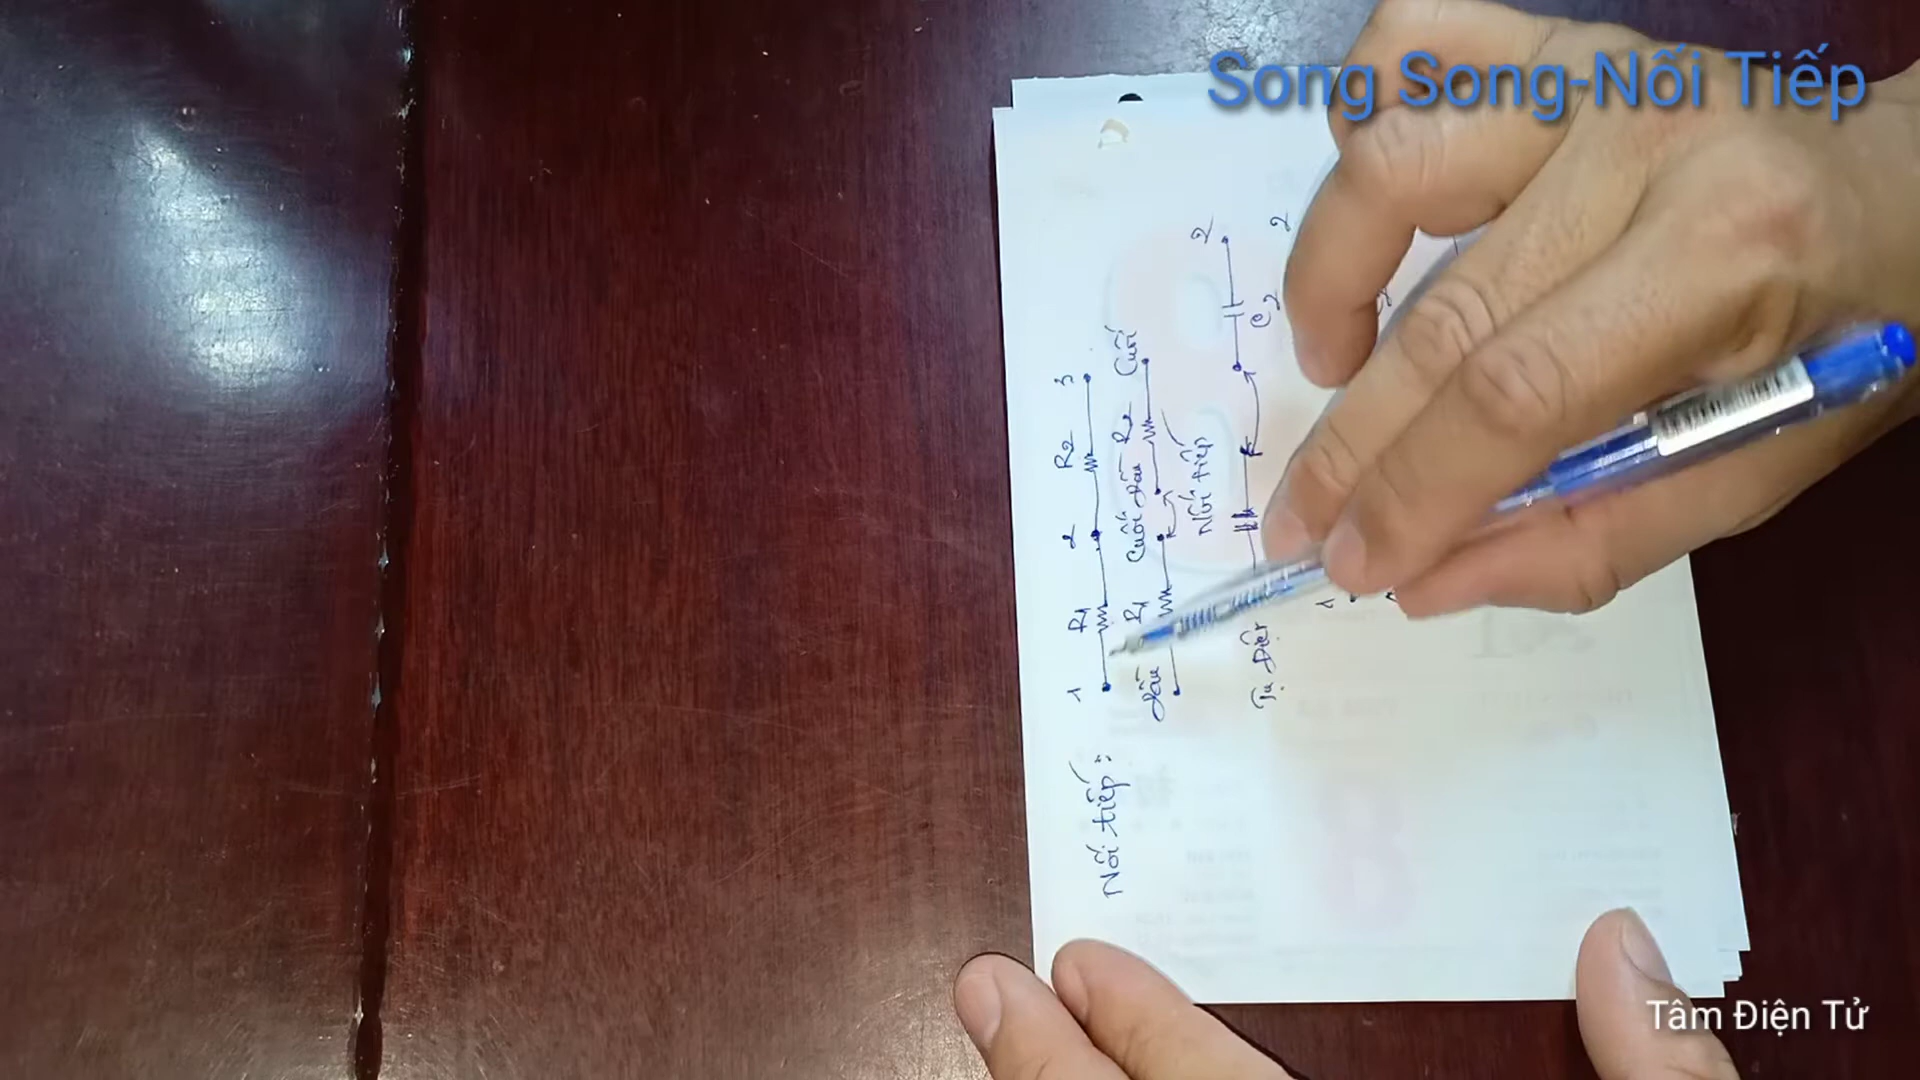 Song Song-Nối Tiếp
Nối tiếp:
1 R1 2 R2 3
Đầu R1 Cuối Đầu R2 Cuối
Nối tiếp
2
C2
Tụ Điện
2
1
Tâm Điện Tử